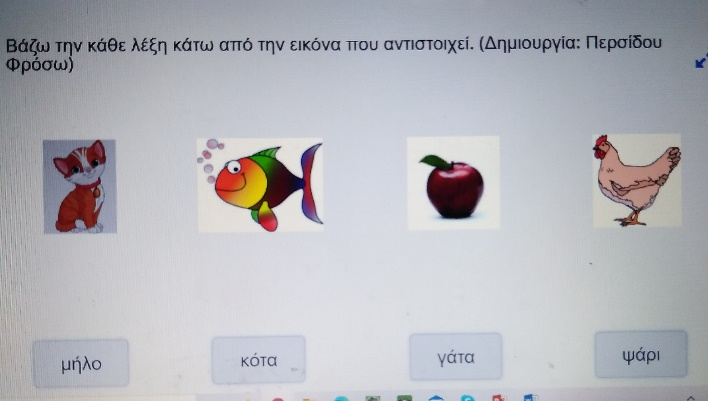 Βάζω την κάθε λέξη κάτω από την εικόνα που αντιστοιχεί. (Δημιουργία: Περσίδου
Φρόσω)
μήλο
κότα
γάτα
ψάρι